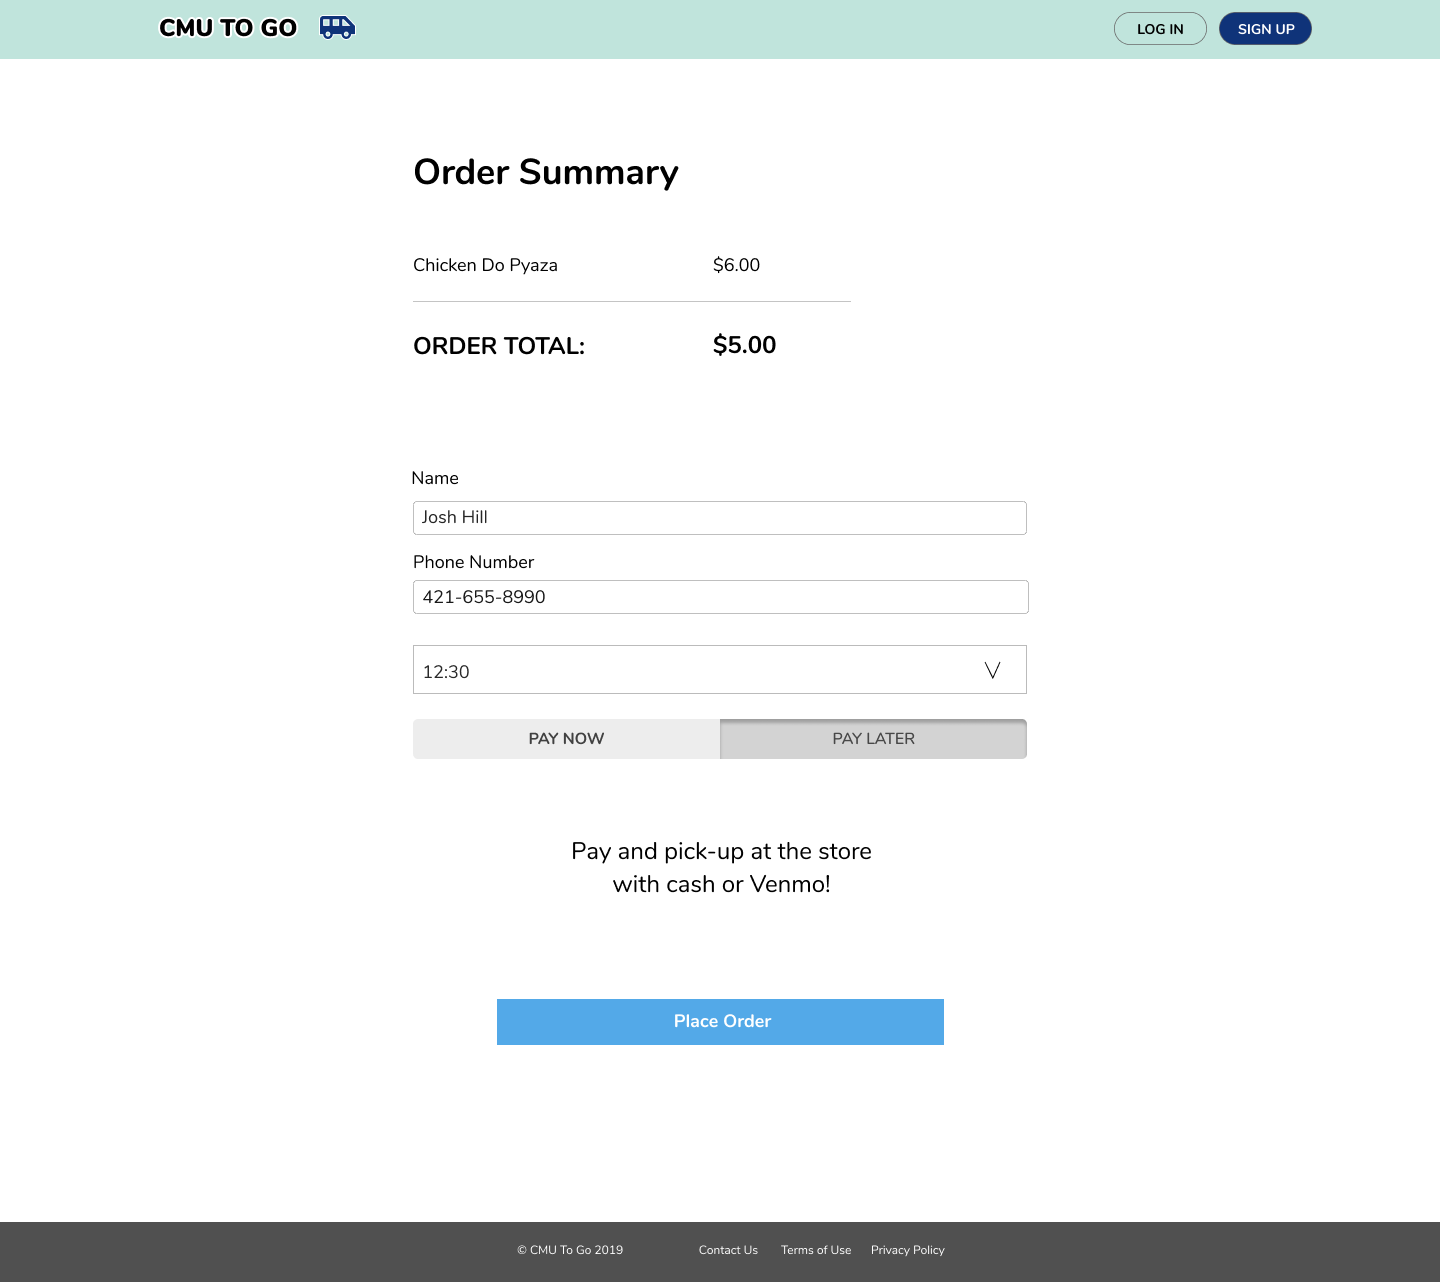 CMU TO GO
LOG IN
SIGN UP
Order Summary
Chicken Do Pyaza $6.00
ORDER TOTAL: $5.00
Name
Josh Hill
Phone Number
421-655-8990
12:30
PAY NOW
PAY LATER
Pay and pick-up at the store
with cash or Venmo!
Place Order
© CMU To Go 2019
Contact Us
Terms of Use
Privacy Policy